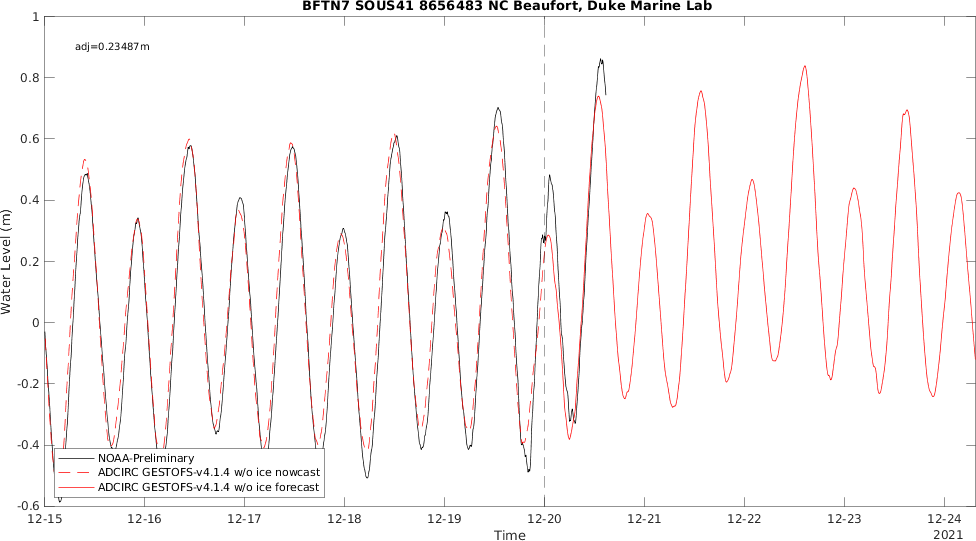 BFTN7 SOUS41 8656483 NC Beaufort, Duke Marine Lab
adj=0.23487m
1
0.8
0.6
0.4
0.2
0
-0.2
-0.4
-0.6
Water Level (m)
NOAA-Preliminary
ADCIRC GESTOFS-v4.1.4 w/o ice nowcast
ADCIRC GESTOFS-v4.1.4 w/o ice forecast
12-15 12-16 12-17 12-18 12-19 12-20 12-21 12-22 12-23 12-24
Time
2021